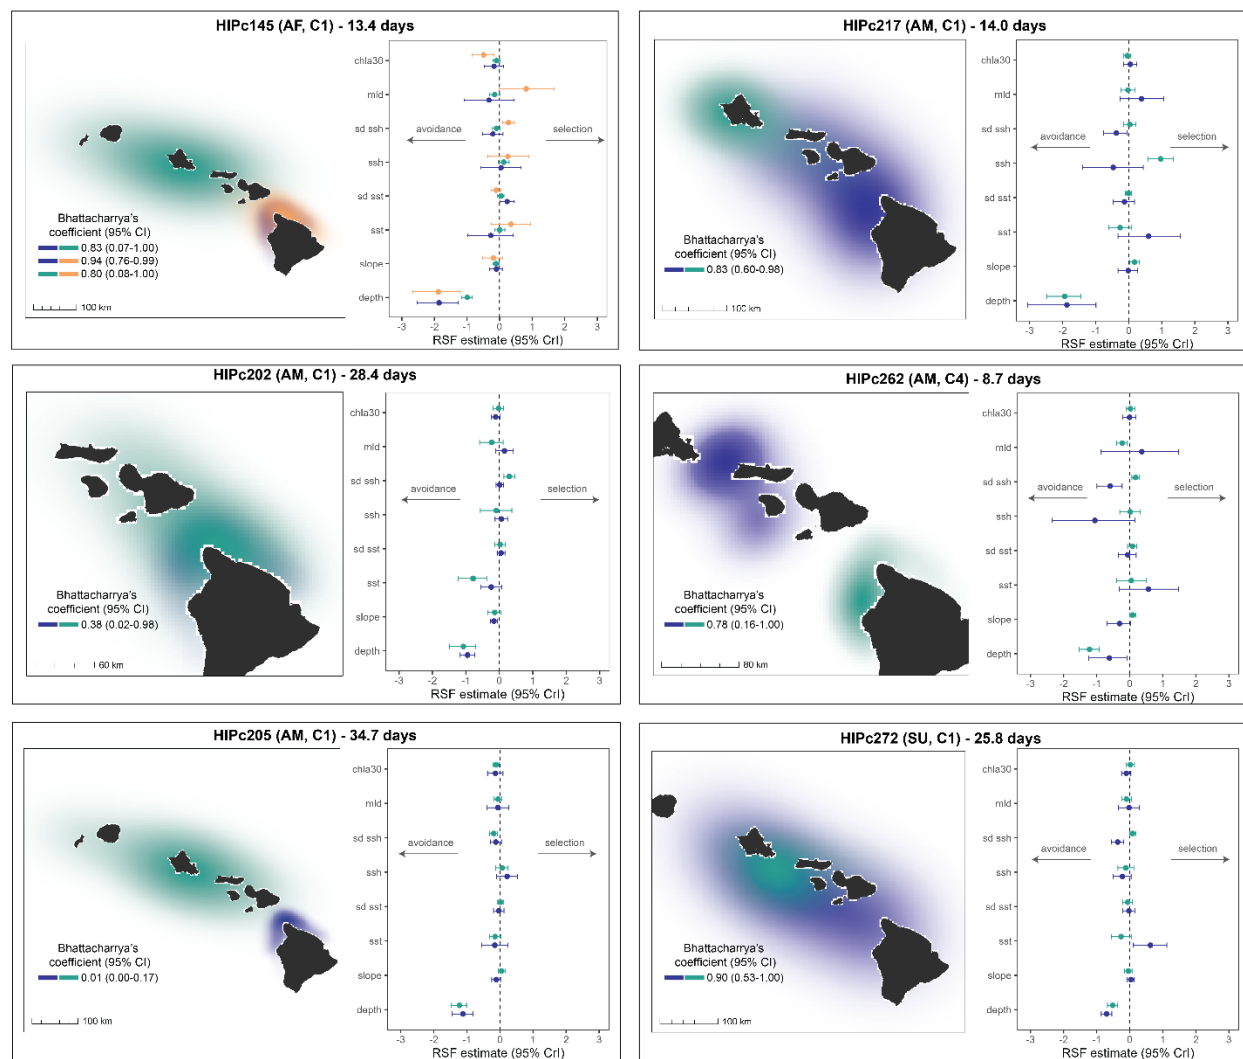 HIPc145 (AF, C1) - 13.4 days
Bhattacharrya's
coefficient (95% CI)
0.83 (0.07-1.00)
0.94 (0.76-0.99)
0.80 (0.08-1.00)
100 km
chla30
mld
sd ssh
avoidance
selection
ssh
sd sst
sst
slope
depth
-3 -2 -1 0 1 2 3
RSF estimate (95% CrI)
HIPc217 (AM, C1) - 14.0 days
Bhattacharrya's
coefficient (95% CI)
0.83 (0.60-0.98)
100 km
chla30
mld
sd ssh
avoidance
selection
ssh
sd sst
sst
slope
depth
-3 -2 -1 0 1 2 3
RSF estimate (95% CrI)
HIPc202 (AM, C1) - 28.4 days
Bhattacharrya's
coefficient (95% CI)
0.38 (0.02-0.98)
60 km
chla30
mld
sd ssh
avoidance
selection
ssh
sd sst
sst
slope
depth
-3 -2 -1 0 1 2 3
RSF estimate (95% CrI)
HIPc262 (AM, C4) - 8.7 days
Bhattacharrya's
coefficient (95% CI)
0.78 (0.16-1.00)
80 km
chla30
mld
sd ssh
avoidance
selection
ssh
sd sst
sst
slope
depth
-3 -2 -1 0 1 2 3
RSF estimate (95% CrI)
HIPc205 (AM, C1) - 34.7 days
Bhattacharrya's
coefficient (95% CI)
0.01 (0.00-0.17)
100 km
chla30
mld
sd ssh
avoidance
selection
ssh
sd sst
sst
slope
depth
-3 -2 -1 0 1 2 3
RSF estimate (95% CrI)
HIPc272 (SU, C1) - 25.8 days
Bhattacharrya's
coefficient (95% CI)
0.90 (0.53-1.00)
100 km
chla30
mld
sd ssh
avoidance
selection
ssh
sd sst
sst
slope
depth
-3 -2 -1 0 1 2 3
RSF estimate (95% CrI)